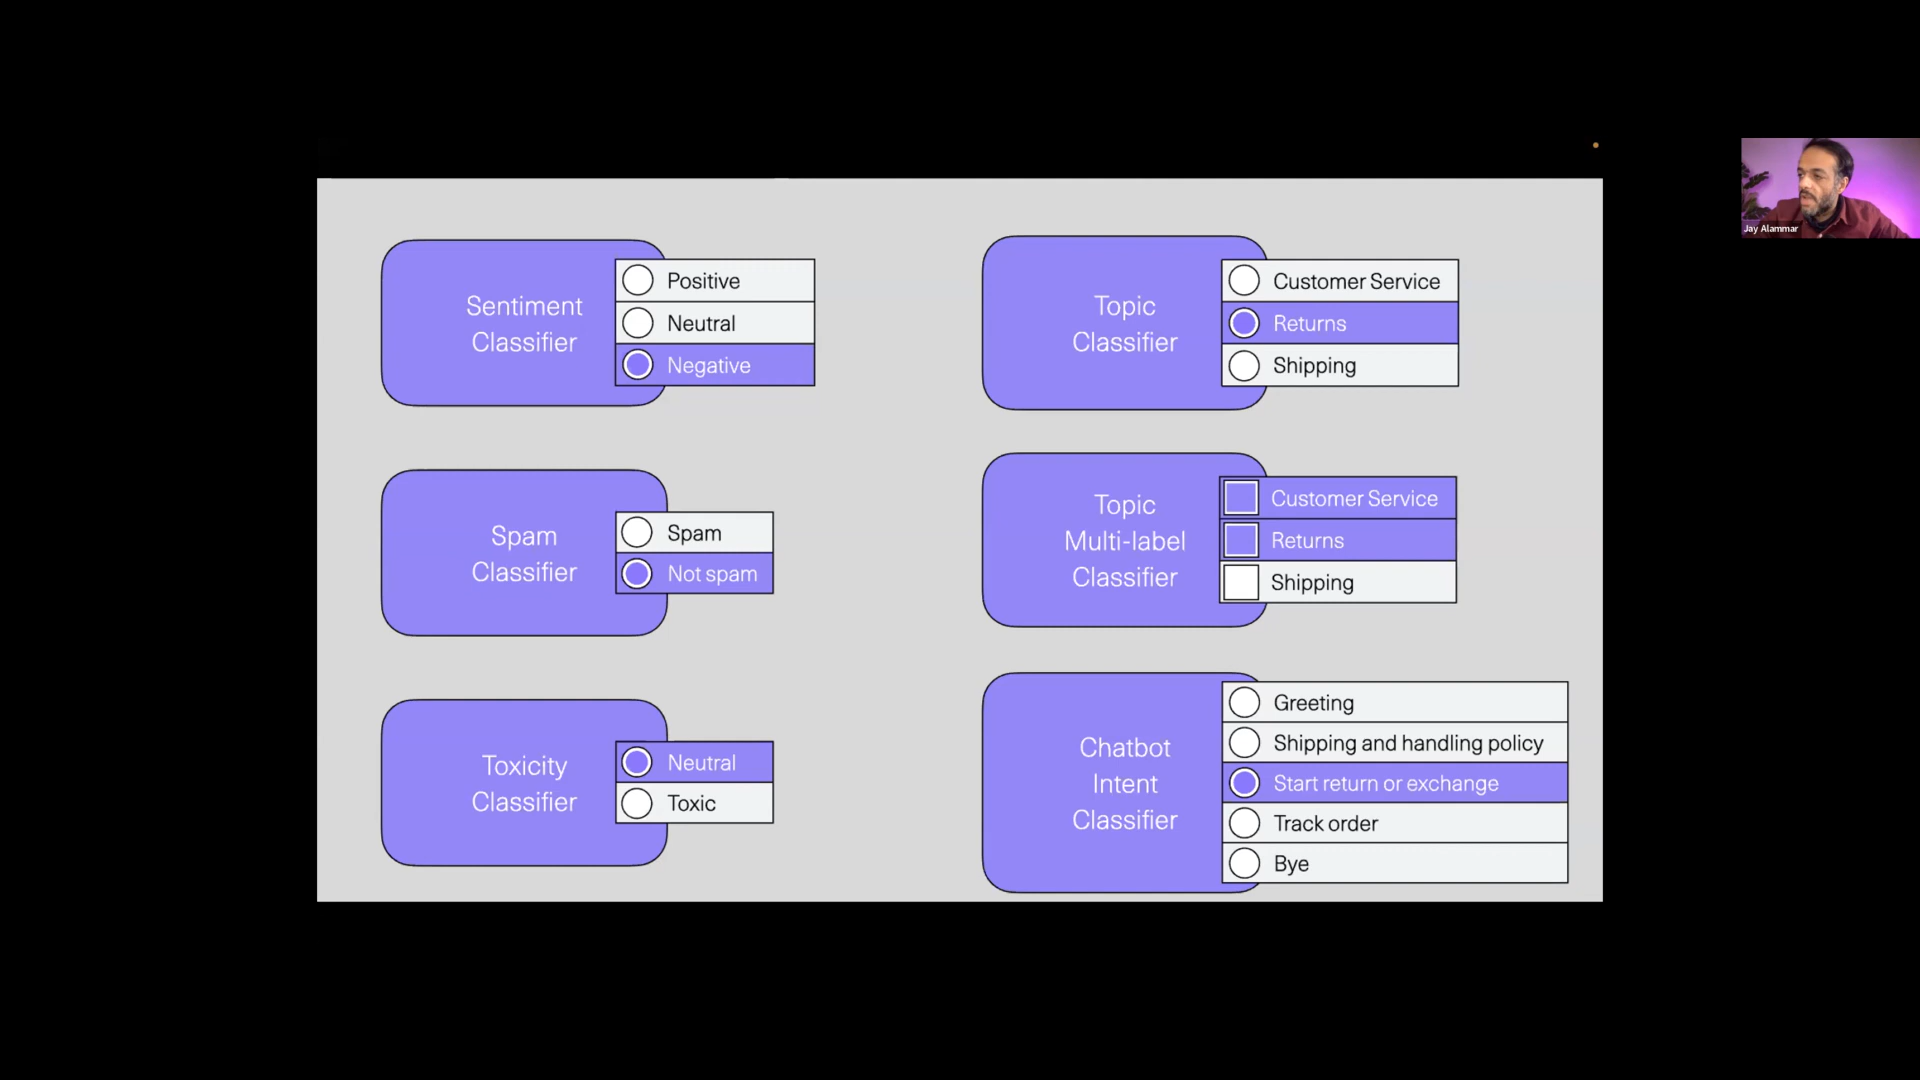 Sentiment
Classifier
Positive
Neutral
Negative
Topic
Classifier
Customer Service
Returns
Shipping
Spam
Classifier
Spam
Not spam
Topic
Multi-label
Classifier
Customer Service
Returns
Shipping
Toxicity
Classifier
Neutral
Toxic
Chatbot
Intent
Classifier
Greeting
Shipping and handling policy
Start return or exchange
Track order
Bye
Jay Alammar